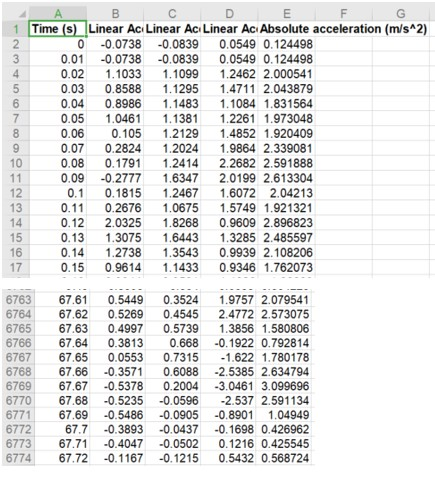 A B C D E F G
1 Time (s) Linear Ac Linear Ac Linear Ac Absolute acceleration (m/s^2)
2 0 -0.0738 -0.0839 0.0549 0.124498
3 0.01 -0.0738 -0.0839 0.0549 0.124498
4 0.02 1.1033 1.1099 1.2462 2.000541
5 0.03 0.8588 1.1295 1.4711 2.043879
6 0.04 0.8986 1.1483 1.1084 1.831564
7 0.05 1.0461 1.1381 1.2261 1.973048
8 0.06 0.105 1.2129 1.4852 1.920409
9 0.07 0.2824 1.2024 1.9864 2.339081
10 0.08 0.1791 1.2414 2.2682 2.591888
11 0.09 -0.2777 1.6347 2.0199 2.613304
12 0.1 0.1815 1.2467 1.6072 2.04213
13 0.11 0.2676 1.0675 1.5749 1.921321
14 0.12 2.0325 1.8268 0.9609 2.896823
15 0.13 1.3075 1.6443 1.3285 2.485597
16 0.14 1.2738 1.3543 0.9939 2.108206
17 0.15 0.9614 1.1433 0.9346 1.762073
6763 67.61 0.5449 0.3524 1.9757 2.079541
6764 67.62 0.5269 0.4545 2.4772 2.573075
6765 67.63 0.4997 0.5739 1.3856 1.580806
6766 67.64 0.3813 0.668 -0.1922 0.792814
6767 67.65 0.0553 0.7315 -1.622 1.780178
6768 67.66 -0.3571 0.6088 -2.5385 2.634794
6769 67.67 -0.5378 0.2004 -3.0461 3.099696
6770 67.68 -0.5235 -0.0596 -2.537 2.591134
6771 67.69 -0.5486 -0.0905 -0.8901 1.04949
6772 67.7 -0.3893 -0.0437 -0.1698 0.426962
6773 67.71 -0.4047 -0.0502 0.1216 0.425545
6774 67.72 -0.1167 -0.1215 0.5432 0.568724